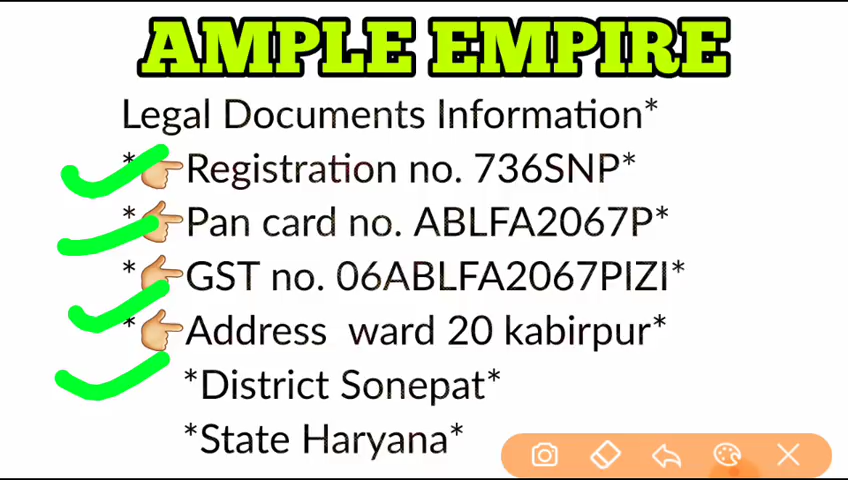 AMPLE EMPIRE
Legal Documents Information*
*👉Registration no. 736SNP*
*👉Pan card no. ABLFA2067P*
*👉GST no. 06ABLFA2067PIZI*
*👉Address ward 20 kabirpur*
*District Sonepat*
*State Haryana*